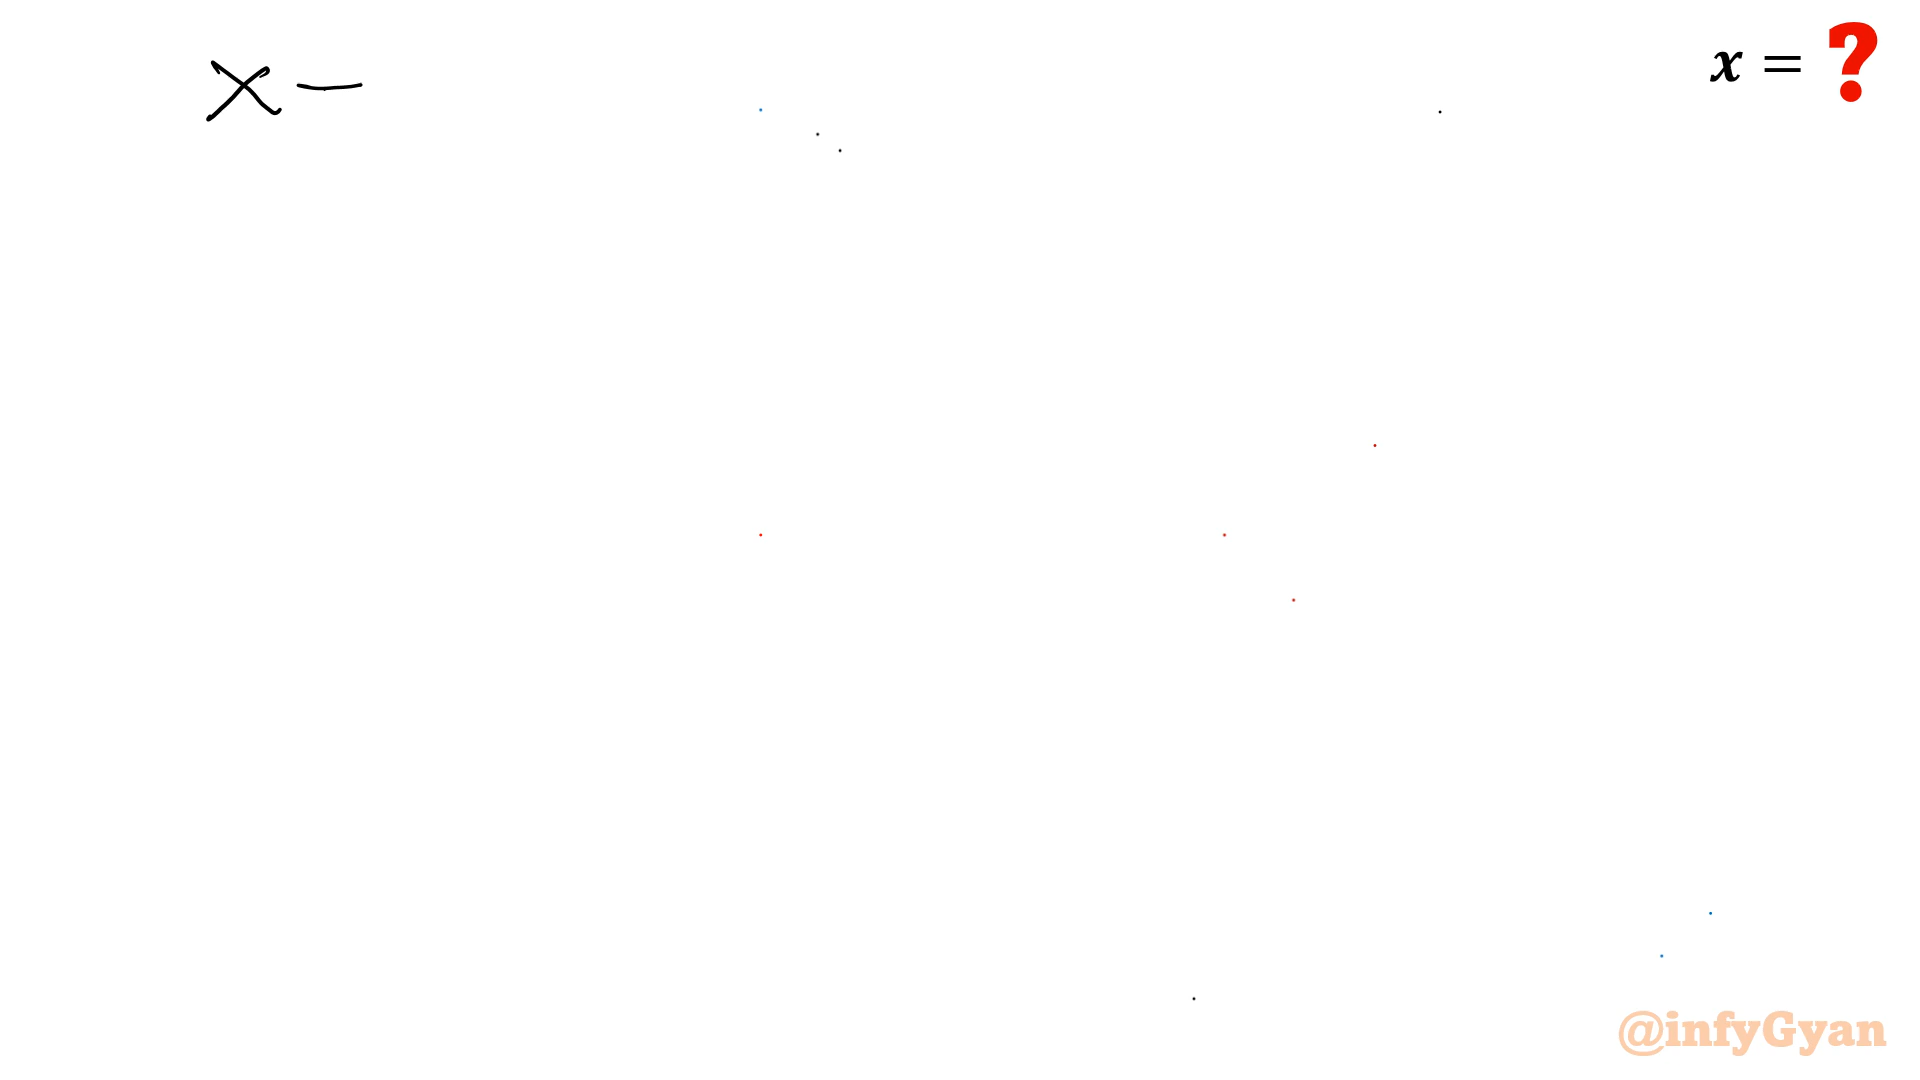 x -
x = ?
@infyGyan